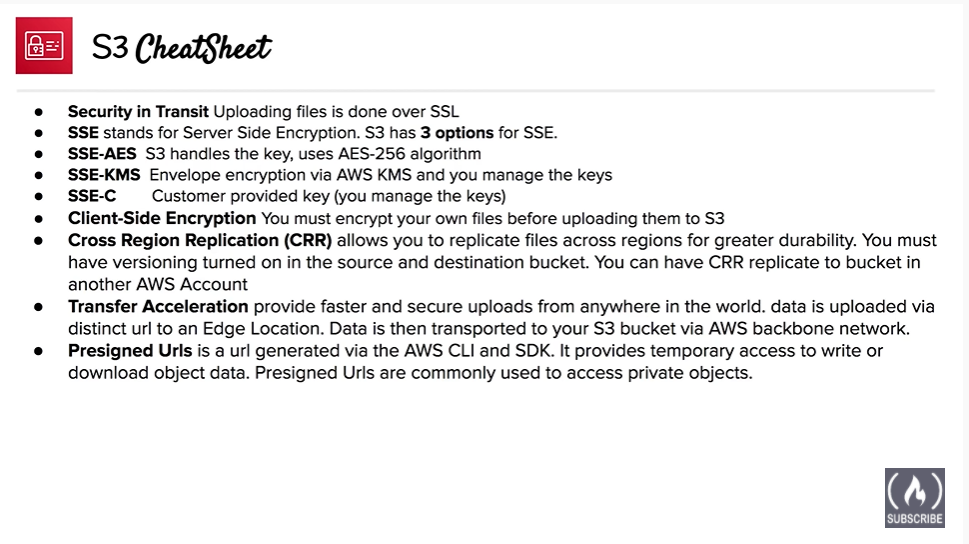 S3 CheatSheet
● Security in Transit Uploading files is done over SSL
● SSE stands for Server Side Encryption. S3 has 3 options for SSE.
● SSE-AES S3 handles the key, uses AES-256 algorithm
● SSE-KMS Envelope encryption via AWS KMS and you manage the keys
● SSE-C Customer provided key (you manage the keys)
● Client-Side Encryption You must encrypt your own files before uploading them to S3
● Cross Region Replication (CRR) allows you to replicate files across regions for greater durability. You must
have versioning turned on in the source and destination bucket. You can have CRR replicate to bucket in
another AWS Account
● Transfer Acceleration provide faster and secure uploads from anywhere in the world. data is uploaded via
distinct url to an Edge Location. Data is then transported to your S3 bucket via AWS backbone network.
● Presigned Urls is a url generated via the AWS CLI and SDK. It provides temporary access to write or
download object data. Presigned Urls are commonly used to access private objects.
SUBSCRIBE